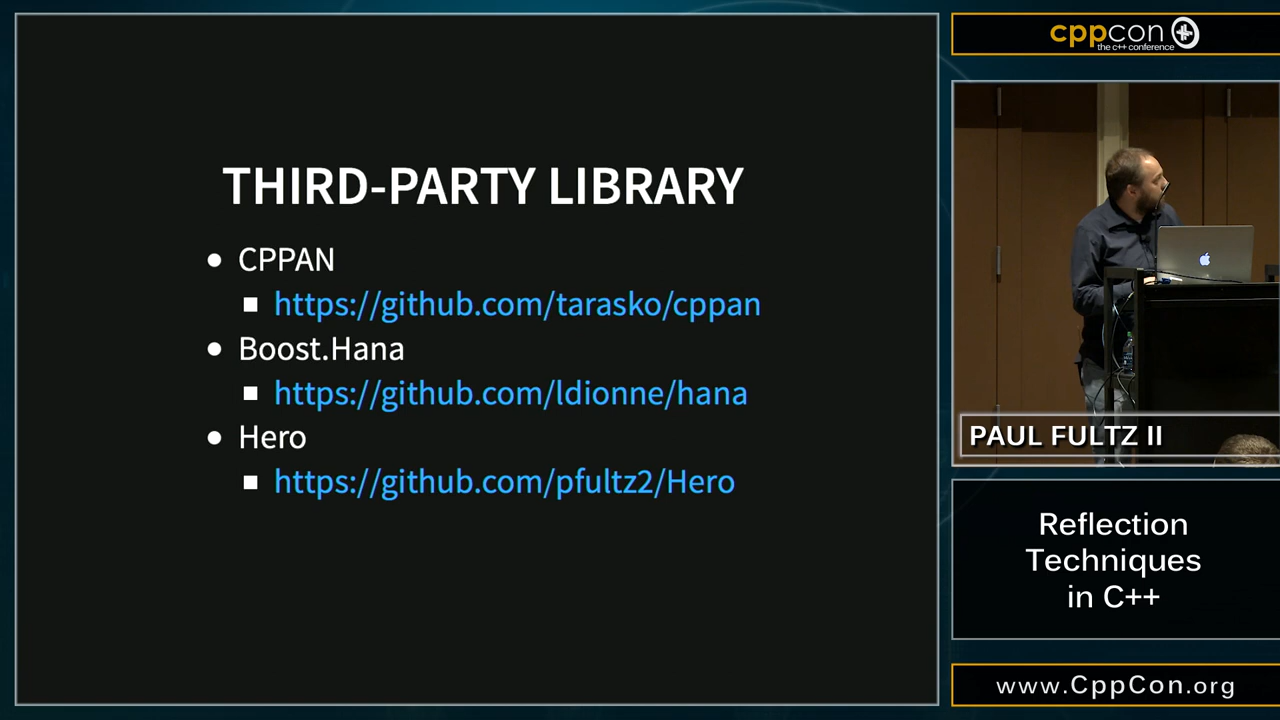 THIRD-PARTY LIBRARY
CPPAN
https://github.com/tarasko/cppan
Boost.Hana
https://github.com/ldionne/hana
Hero
https://github.com/pfultz2/Hero
cppcon
the c++ conference
PAUL FULTZ II
Reflection
Techniques
in C++
www.CppCon.org